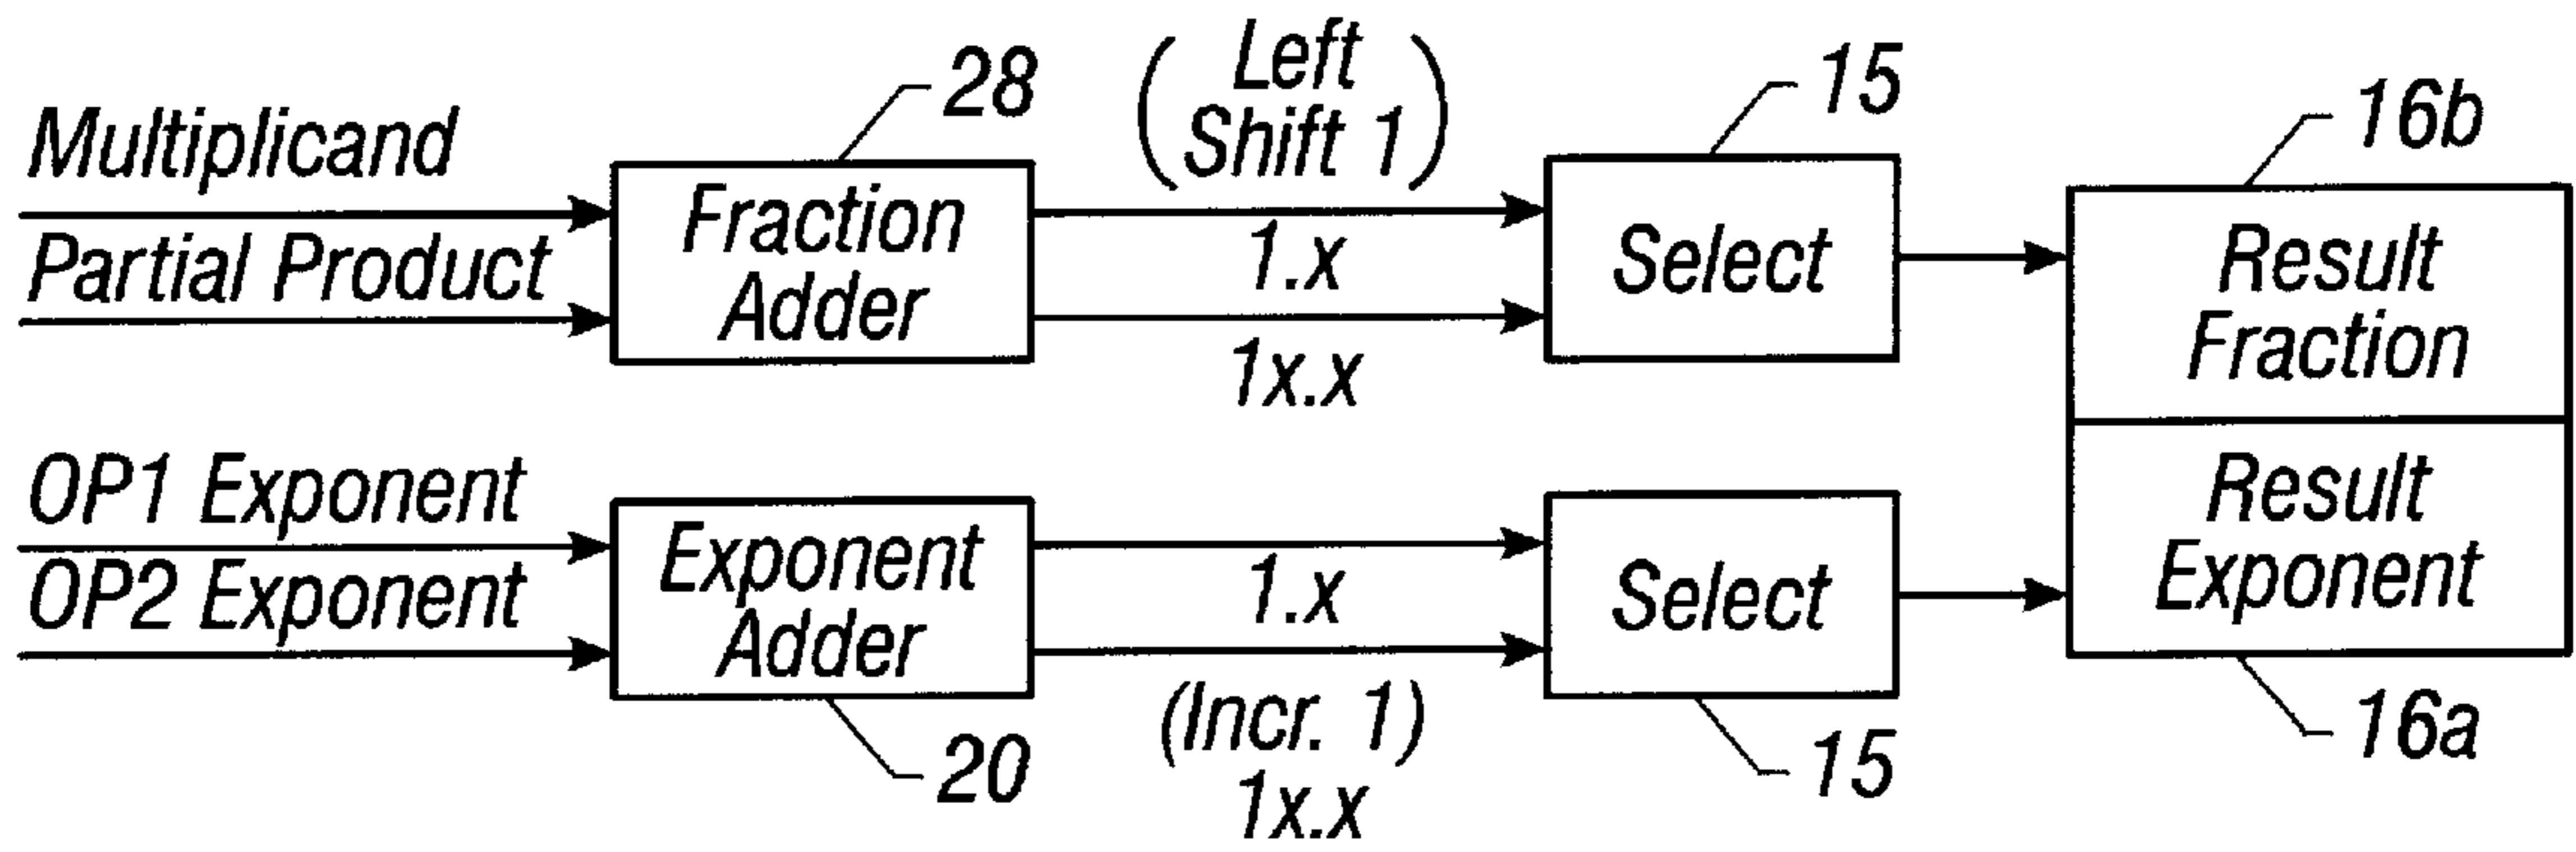 Multiplicand
Partial Product
28
Fraction
Adder
(Left
Shift 1)
1.x
1x.x
15
Select
16b
Result
Fraction
OP1 Exponent
OP2 Exponent
Exponent
Adder
20
1.x
(Incr. 1)
1x.x
Select
15
Result
Exponent
16a